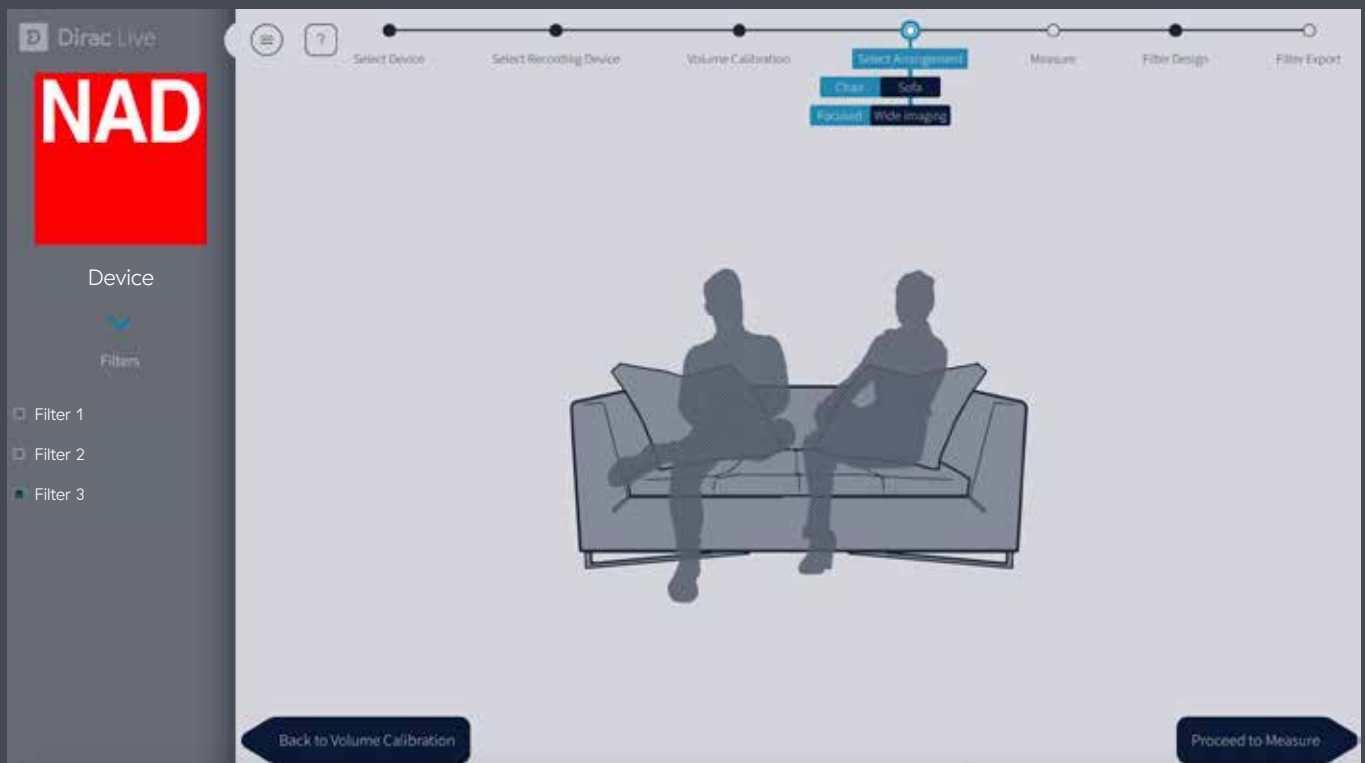 Dirac Live
NAD
Device
Filters
Filter 1
Filter 2
Filter 3
?
Select Device
Select Recording Device
Volume Calibration
Select Arrangement
Measure
Filter Design
Filter Export
Chair Sofa
Focused Wide imaging
Back to Volume Calibration
Proceed to Measure